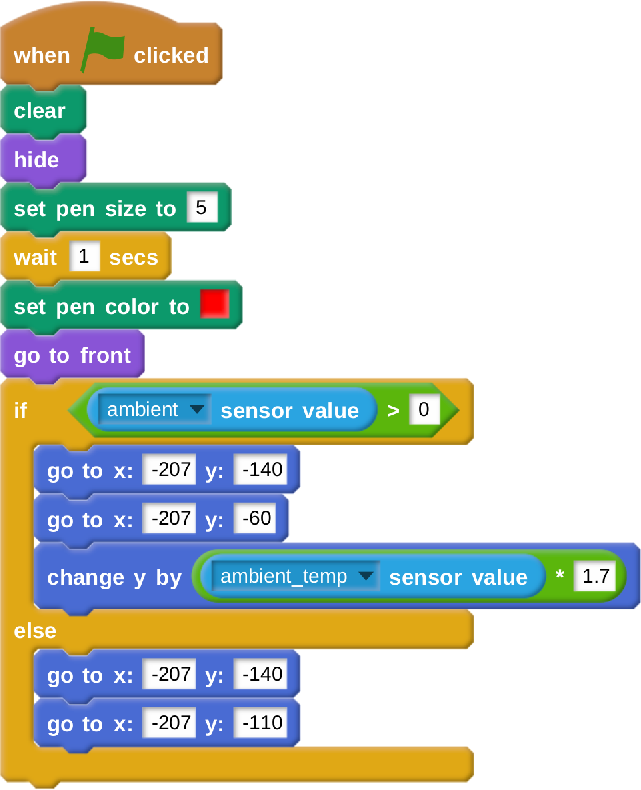 when clicked
clear
hide
set pen size to 5
wait 1 secs
set pen color to
go to front
if ambient sensor value > 0
go to x: -207 y: -140
go to x: -207 y: -60
change y by ambient_temp sensor value * 1.7
else
go to x: -207 y: -140
go to x: -207 y: -110